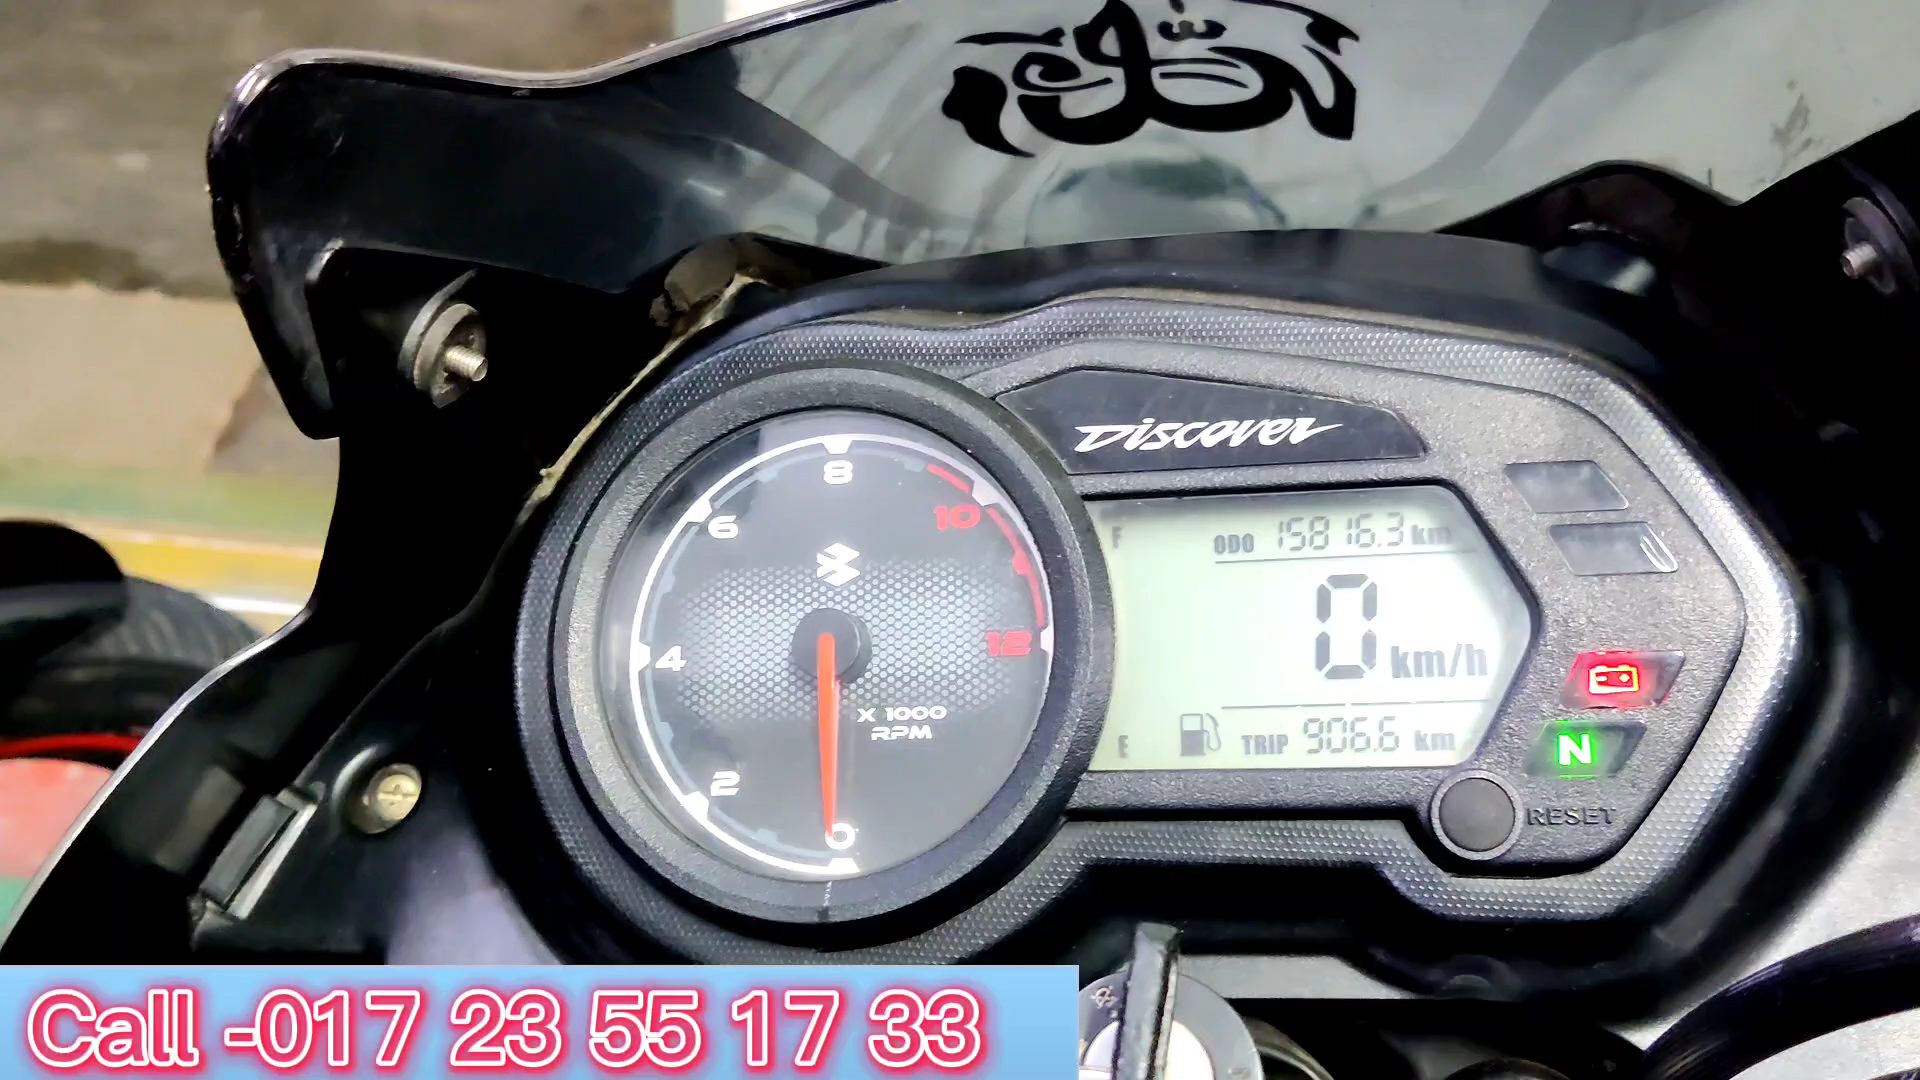 Discover
8
6
10
4
12
X 1000
RPM
2
0
F
ODO 15816.3 km
0 km/h
E
TRIP 906.6 km
N
RESET
Call -017 23 55 17 33